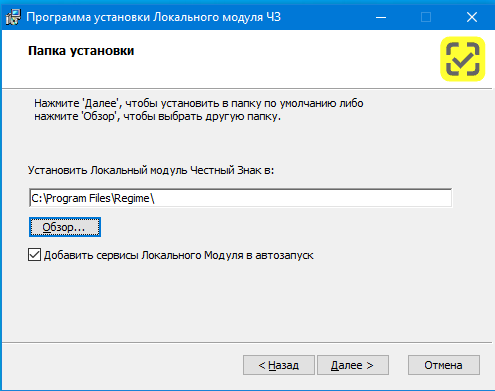 Программа установки Локального модуля ЧЗ
Папка установки
Нажмите 'Далее', чтобы установить в папку по умолчанию либо
нажмите 'Обзор', чтобы выбрать другую папку.
Установить Локальный модуль Честный Знак в:
C:\Program Files\Regime\
Обзор...
Добавить сервисы Локального Модуля в автозапуск
< Назад
Далее >
Отмена